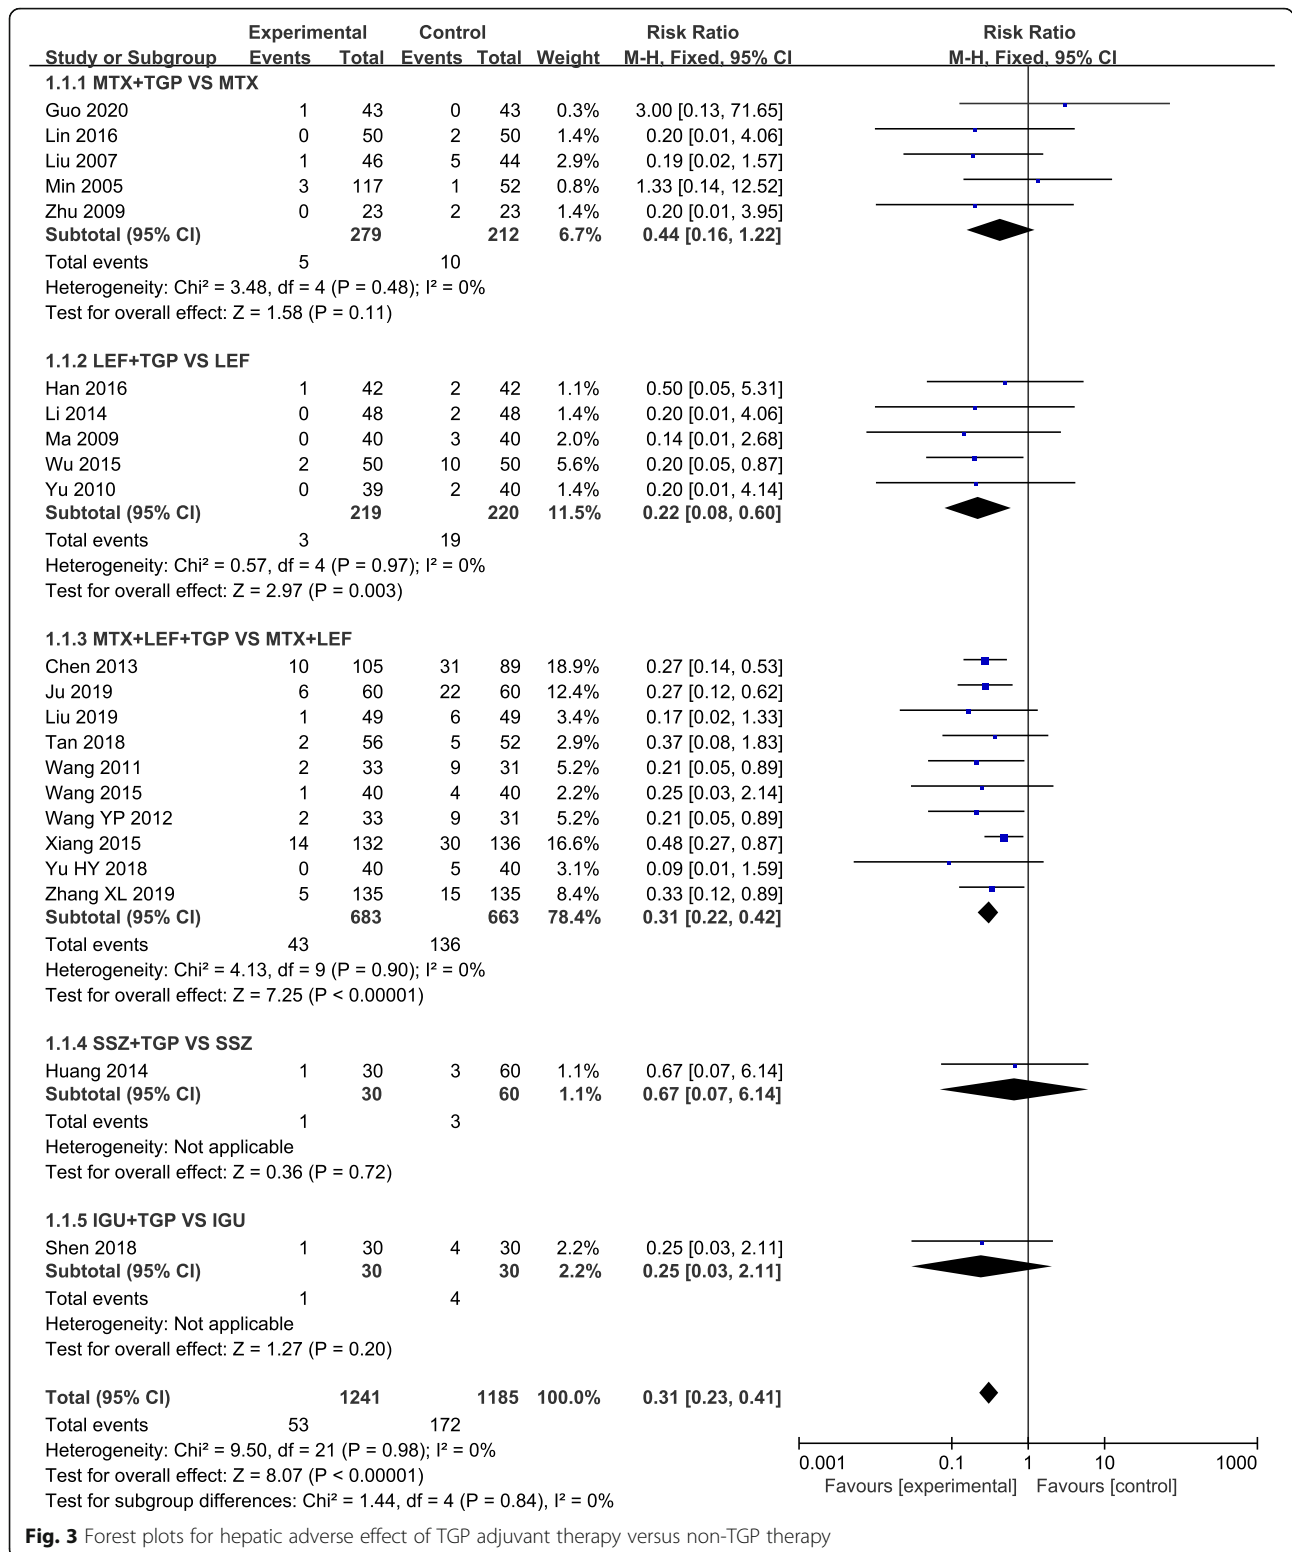 Experimental Control Risk Ratio Risk Ratio
Study or Subgroup Events Total Events Total Weight M-H, Fixed, 95% CI M-H, Fixed, 95% CI
1.1.1 MTX+TGP VS MTX
Guo 2020 1 43 0 43 0.3% 3.00 [0.13, 71.65]
Lin 2016 0 50 2 50 1.4% 0.20 [0.01, 4.06]
Liu 2007 1 46 5 44 2.9% 0.19 [0.02, 1.57]
Min 2005 3 117 1 52 0.8% 1.33 [0.14, 12.52]
Zhu 2009 0 23 2 23 1.4% 0.20 [0.01, 3.95]
Subtotal (95% CI) 279 212 6.7% 0.44 [0.16, 1.22]
Total events 5 10
Heterogeneity: Chi² = 3.48, df = 4 (P = 0.48); I² = 0%
Test for overall effect: Z = 1.58 (P = 0.11)
1.1.2 LEF+TGP VS LEF
Han 2016 1 42 2 42 1.1% 0.50 [0.05, 5.31]
Li 2014 0 48 2 48 1.4% 0.20 [0.01, 4.06]
Ma 2009 0 40 3 40 2.0% 0.14 [0.01, 2.68]
Wu 2015 2 50 10 50 5.6% 0.20 [0.05, 0.87]
Yu 2010 0 39 2 40 1.4% 0.20 [0.01, 4.14]
Subtotal (95% CI) 219 220 11.5% 0.22 [0.08, 0.60]
Total events 3 19
Heterogeneity: Chi² = 0.57, df = 4 (P = 0.97); I² = 0%
Test for overall effect: Z = 2.97 (P = 0.003)
1.1.3 MTX+LEF+TGP VS MTX+LEF
Chen 2013 10 105 31 89 18.9% 0.27 [0.14, 0.53]
Ju 2019 6 60 22 60 12.4% 0.27 [0.12, 0.62]
Liu 2019 1 49 6 49 3.4% 0.17 [0.02, 1.33]
Tan 2018 2 56 5 52 2.9% 0.37 [0.08, 1.83]
Wang 2011 2 33 9 31 5.2% 0.21 [0.05, 0.89]
Wang 2015 1 40 4 40 2.2% 0.25 [0.03, 2.14]
Wang YP 2012 2 33 9 31 5.2% 0.21 [0.05, 0.89]
Xiang 2015 14 132 30 136 16.6% 0.48 [0.27, 0.87]
Yu HY 2018 0 40 5 40 3.1% 0.09 [0.01, 1.59]
Zhang XL 2019 5 135 15 135 8.4% 0.33 [0.12, 0.89]
Subtotal (95% CI) 683 663 78.4% 0.31 [0.22, 0.42]
Total events 43 136
Heterogeneity: Chi² = 4.13, df = 9 (P = 0.90); I² = 0%
Test for overall effect: Z = 7.25 (P < 0.00001)
1.1.4 SSZ+TGP VS SSZ
Huang 2014 1 30 3 60 1.1% 0.67 [0.07, 6.14]
Subtotal (95% CI) 30 60 1.1% 0.67 [0.07, 6.14]
Total events 1 3
Heterogeneity: Not applicable
Test for overall effect: Z = 0.36 (P = 0.72)
1.1.5 IGU+TGP VS IGU
Shen 2018 1 30 4 30 2.2% 0.25 [0.03, 2.11]
Subtotal (95% CI) 30 30 2.2% 0.25 [0.03, 2.11]
Total events 1 4
Heterogeneity: Not applicable
Test for overall effect: Z = 1.27 (P = 0.20)
Total (95% CI) 1241 1185 100.0% 0.31 [0.23, 0.41]
Total events 53 172
Heterogeneity: Chi² = 9.50, df = 21 (P = 0.98); I² = 0%
Test for overall effect: Z = 8.07 (P < 0.00001)
Test for subgroup differences: Chi² = 1.44, df = 4 (P = 0.84), I² = 0%
0.001 0.1 1 10 1000
Favours [experimental] Favours [control]
Fig. 3 Forest plots for hepatic adverse effect of TGP adjuvant therapy versus non-TGP therapy